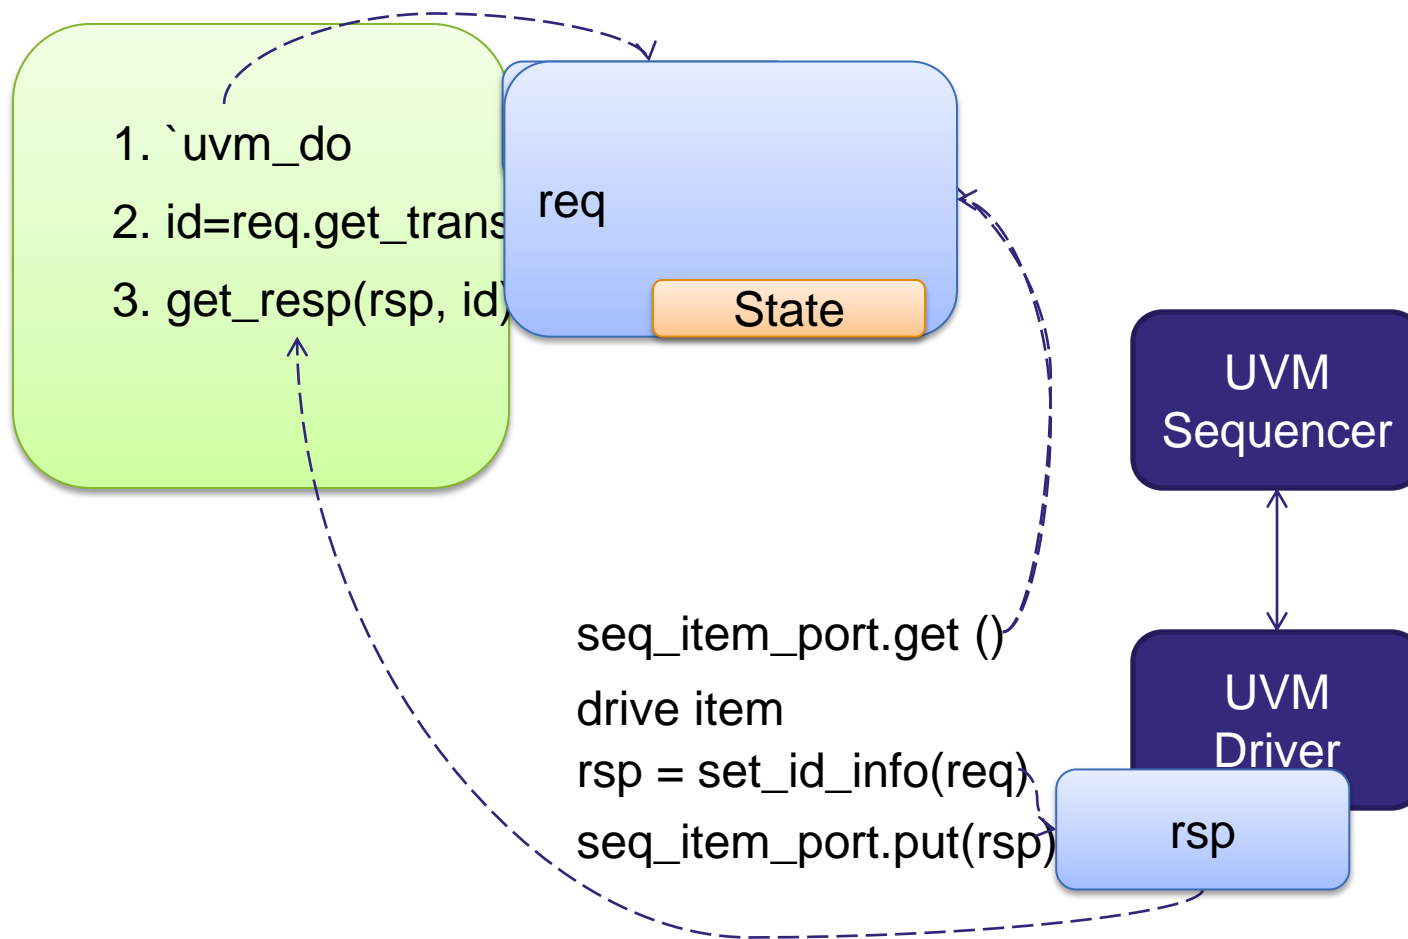 1. `uvm_do
2. id=req.get_trans
3. get_resp(rsp, id)
req
State
UVM
Sequencer
seq_item_port.get ()
drive item
rsp = set_id_info(req)
seq_item_port.put(rsp)
UVM
Driver
rsp